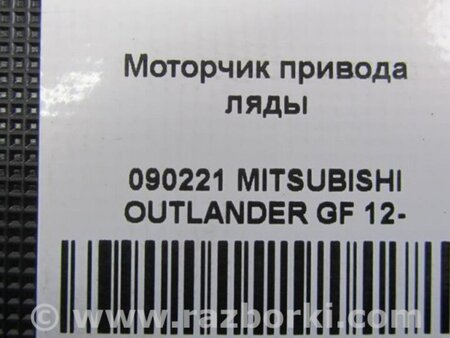 Моторчик привода
ляды
090221 MITSUBISHI
OUTLANDER GF 12-
© www.razborki.com